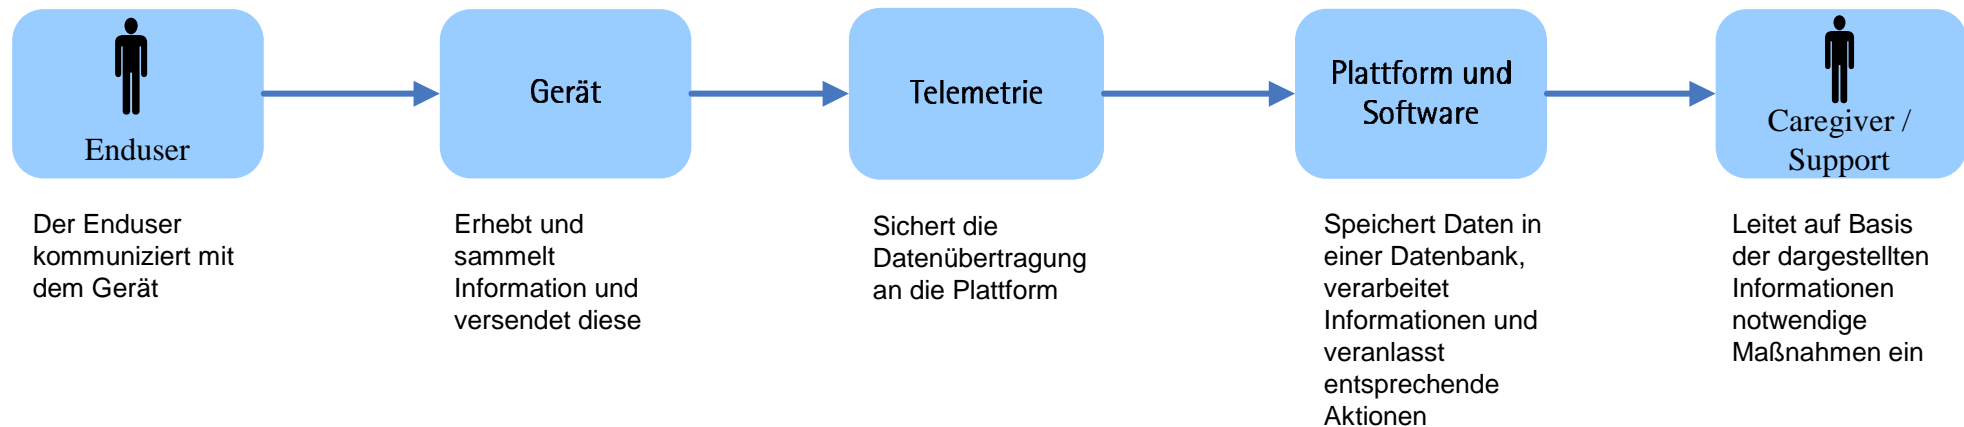 Enduser
Gerät
Telemetrie
Plattform und
Software
Caregiver /
Support
Der Enduser
kommuniziert mit
dem Gerät
Erhebt und
sammelt
Information und
versendet diese
Sichert die
Datenübertragung
an die Plattform
Speichert Daten in
einer Datenbank,
verarbeitet
Informationen und
veranlasst
entsprechende
Aktionen
Leitet auf Basis
der dargestellten
Informationen
notwendige
Maßnahmen ein